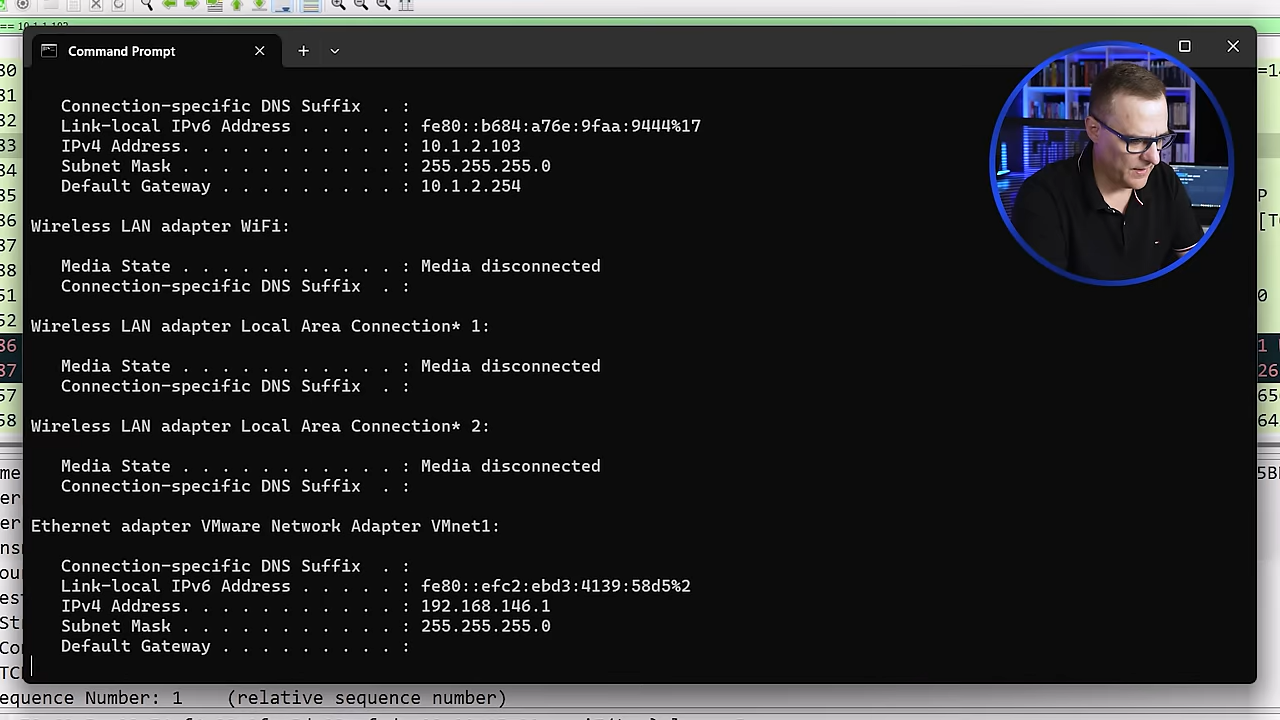 == 10.1.1.102
Command Prompt
Connection-specific DNS Suffix . :
Link-local IPv6 Address . . . . . : fe80::b684:a76e:9faa:9444%17
IPv4 Address. . . . . . . . . . . : 10.1.2.103
Subnet Mask . . . . . . . . . . . : 255.255.255.0
Default Gateway . . . . . . . . . : 10.1.2.254
Wireless LAN adapter WiFi:
Media State . . . . . . . . . . . : Media disconnected
Connection-specific DNS Suffix . :
Wireless LAN adapter Local Area Connection* 1:
Media State . . . . . . . . . . . : Media disconnected
Connection-specific DNS Suffix . :
Wireless LAN adapter Local Area Connection* 2:
Media State . . . . . . . . . . . : Media disconnected
Connection-specific DNS Suffix . :
Ethernet adapter VMware Network Adapter VMnet1:
Connection-specific DNS Suffix . :
Link-local IPv6 Address . . . . . : fe80::efc2:ebd3:4139:58d5%2
IPv4 Address. . . . . . . . . . . : 192.168.146.1
Subnet Mask . . . . . . . . . . . : 255.255.255.0
Default Gateway . . . . . . . . . :
equence Number: 1 (relative sequence number)